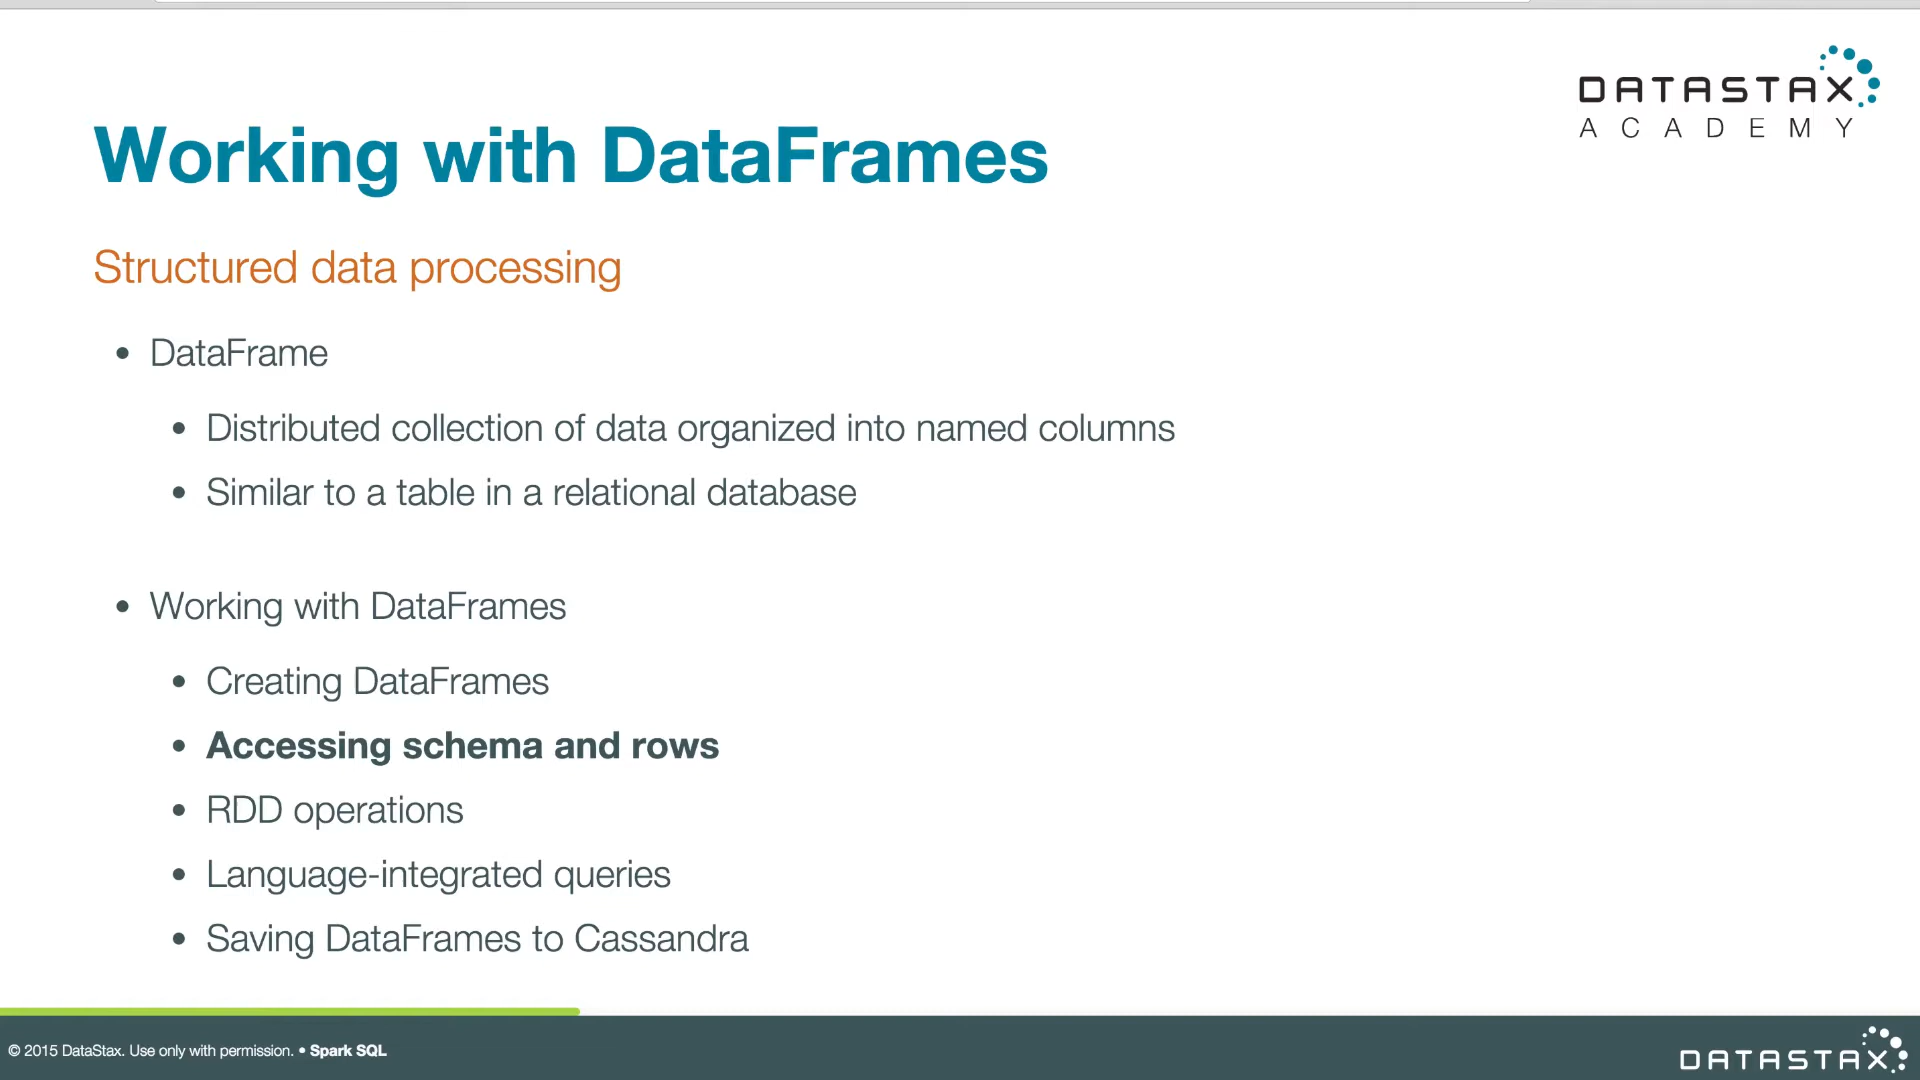 DATASTAX
ACADEMY
Working with DataFrames
Structured data processing
• DataFrame
• Distributed collection of data organized into named columns
• Similar to a table in a relational database
• Working with DataFrames
• Creating DataFrames
• Accessing schema and rows
• RDD operations
• Language-integrated queries
• Saving DataFrames to Cassandra
© 2015 DataStax. Use only with permission. • Spark SQL
DATASTAX